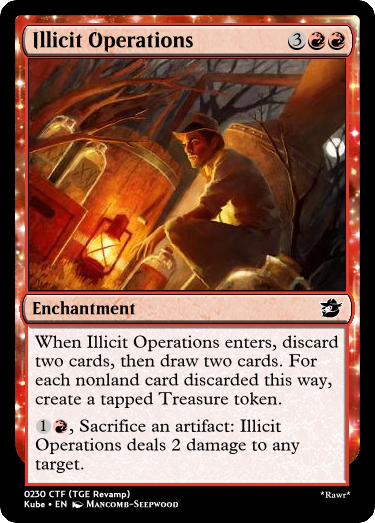 Illicit Operations 3
Enchantment
When Illicit Operations enters, discard
two cards, then draw two cards. For
each nonland card discarded this way,
create a tapped Treasure token.
1 , Sacrifice an artifact: Illicit
Operations deals 2 damage to any
target.
0230 CTF (TGE Revamp) *Rawr*
Kube • EN Mancomb-Seepwood